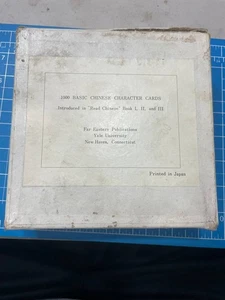 1000 BASIC CHINESE CHARACTER CARDS
Introduced in "Read Chinese" Book I, II, and III
Far Eastern Publications
Yale University
New Haven, Connecticut
Printed in Japan